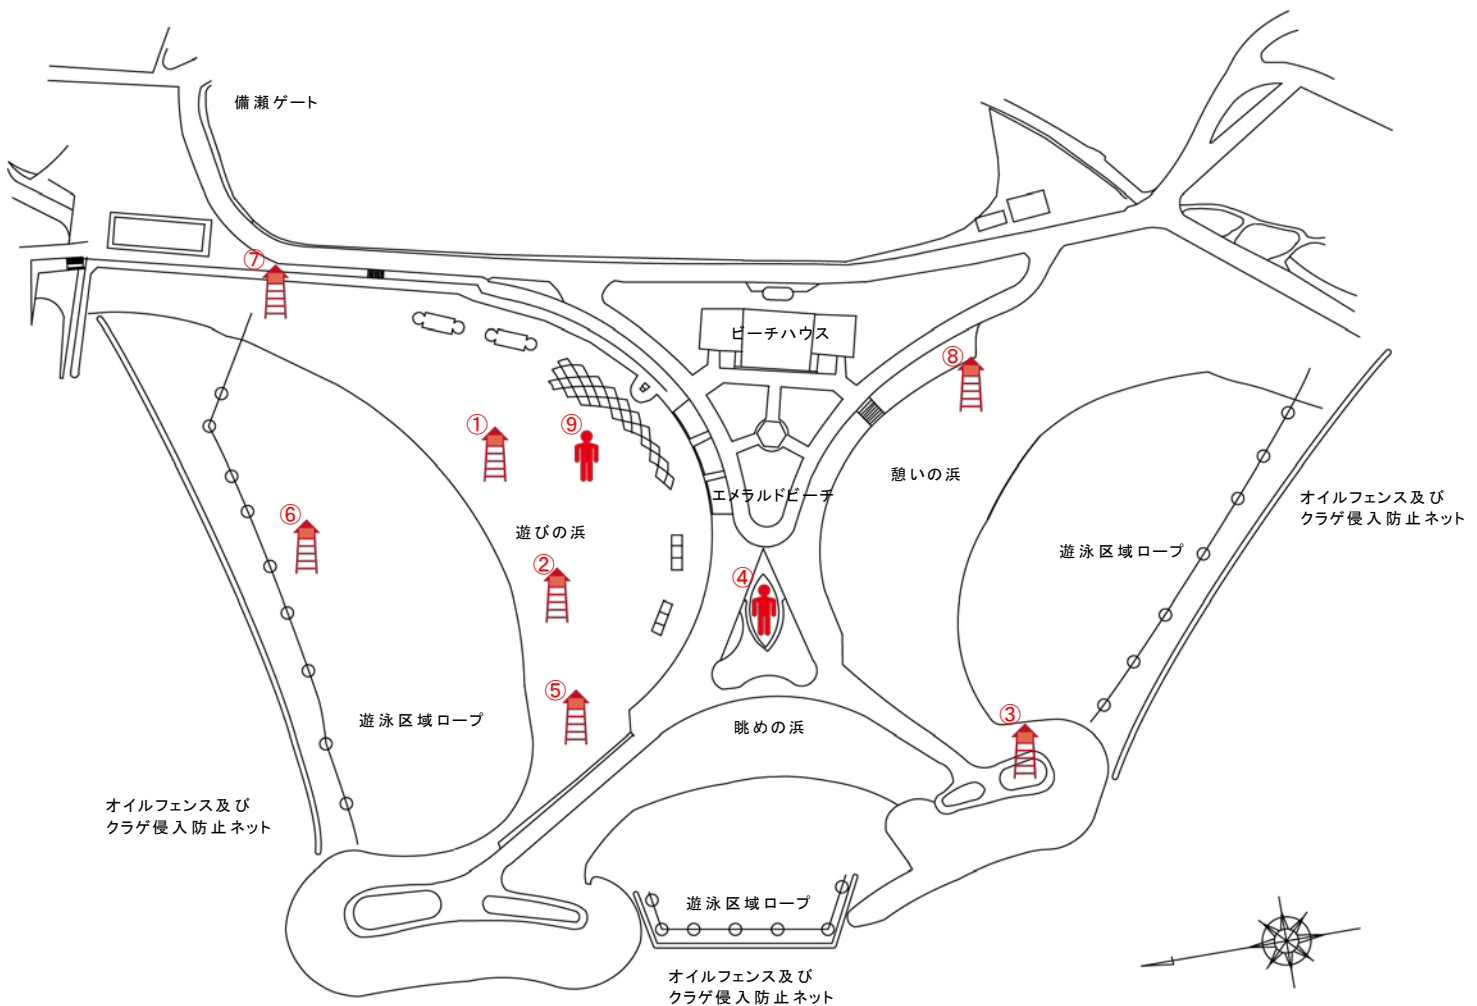 備瀬ゲート
⑦
ビーチハウス
⑧
①
⑨
憩いの浜
エメラルドビーチ
オイルフェンス及び
クラゲ侵入防止ネット
⑥
遊びの浜
遊泳区域ロープ
②
④
⑤
③
遊泳区域ロープ
眺めの浜
オイルフェンス及び
クラゲ侵入防止ネット
遊泳区域ロープ
オイルフェンス及び
クラゲ侵入防止ネット